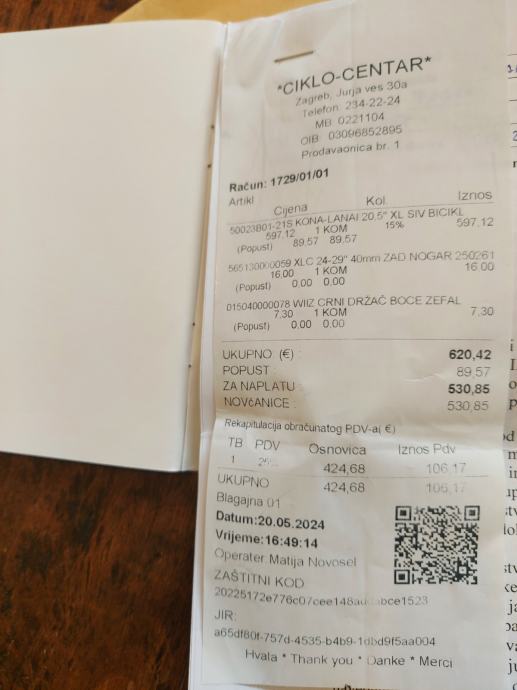 *CIKLO-CENTAR*
Zagreb, Jurja ves 30a
Telefon: 234-22-24
MB 0221104
OIB 03096852895
Prodavaonica br. 1
Račun: 1729/01/01
Artikl
Cijena Kol. Iznos
50023B01-21S KONA-LANAI 20,5" XL SIV BICIKL
597,12 1 KOM 15% 597,12
(Popust) 89,57 89,57
565130000059 XLC 24-29" 40mm ZAD NOGAR 250261
16,00 1 KOM 16,00
(Popust) 0,00 0,00
015040000078 WIIZ CRNI DRŽAČ BOCE ZEFAL
7,30 1 KOM 7,30
(Popust) 0,00 0,00
UKUPNO (€) : 620,42
POPUST : 89,57
ZA NAPLATU : 530,85
NOVčANICE : 530,85
Rekapitulacija obračunatog PDV-a( €)
TB PDV Osnovica Iznos Pdv
1 424,68 106,17
UKUPNO 424,68 106,17
Blagajna 01
Datum:20.05.2024
Vrijeme:16:49:14
Operater Matija Novosel
ZAŠTITNI KOD
JIR:
a65df80f-757d-4535-b4b9-1dbd9f5aa004
Hvala * Thank you * Danke * Merci